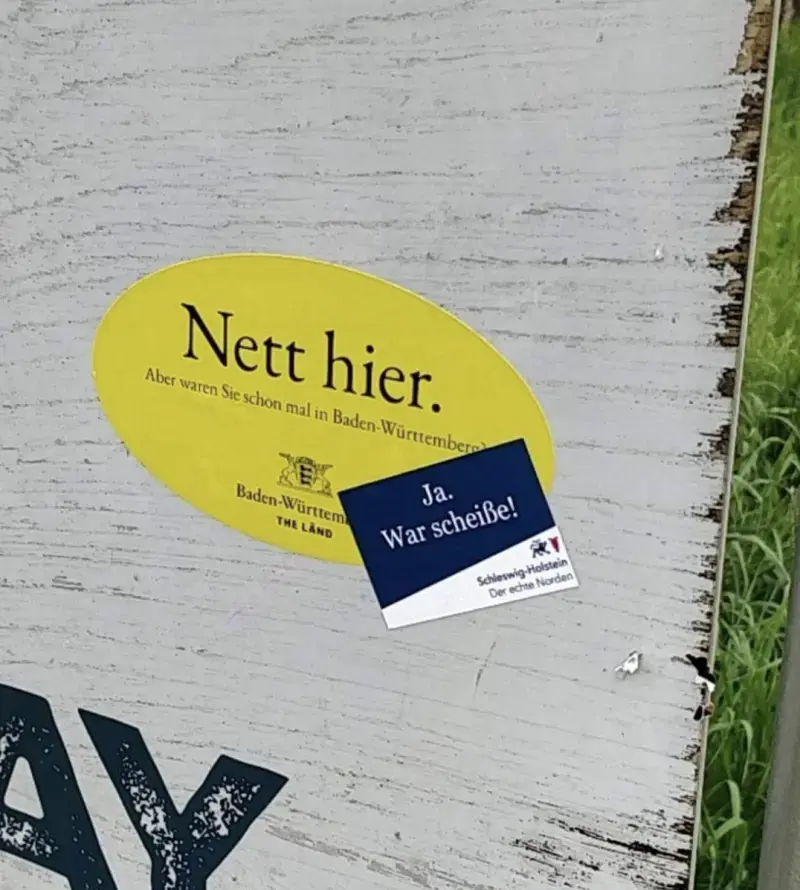 Nett hier.
Aber waren Sie schon mal in Baden-Württemberg?
Baden-Württem
THE LÄND
Ja.
War scheiße!
Schleswig-Holstein
Der echte Norden
AY